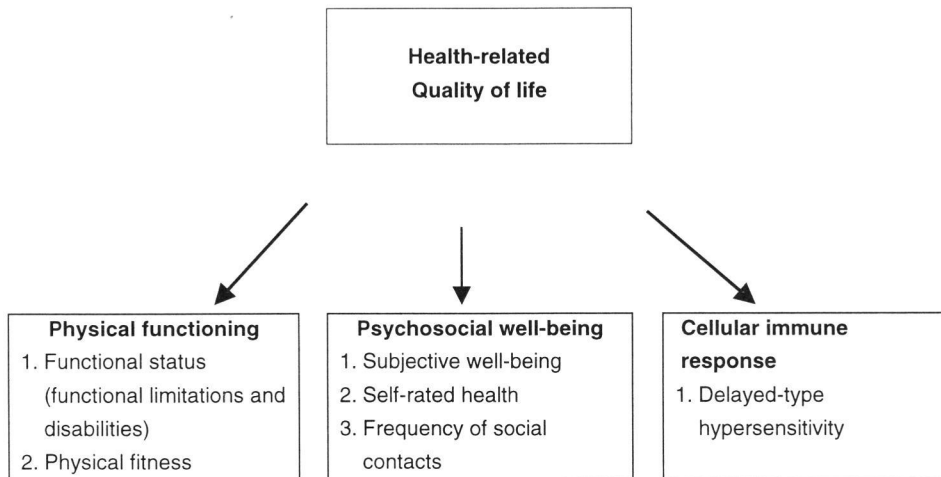 Health-related
Quality of life
Physical functioning
1. Functional status
(functional limitations and
disabilities)
2. Physical fitness
Psychosocial well-being
1. Subjective well-being
2. Self-rated health
3. Frequency of social
contacts
Cellular immune
response
1. Delayed-type
hypersensitivity